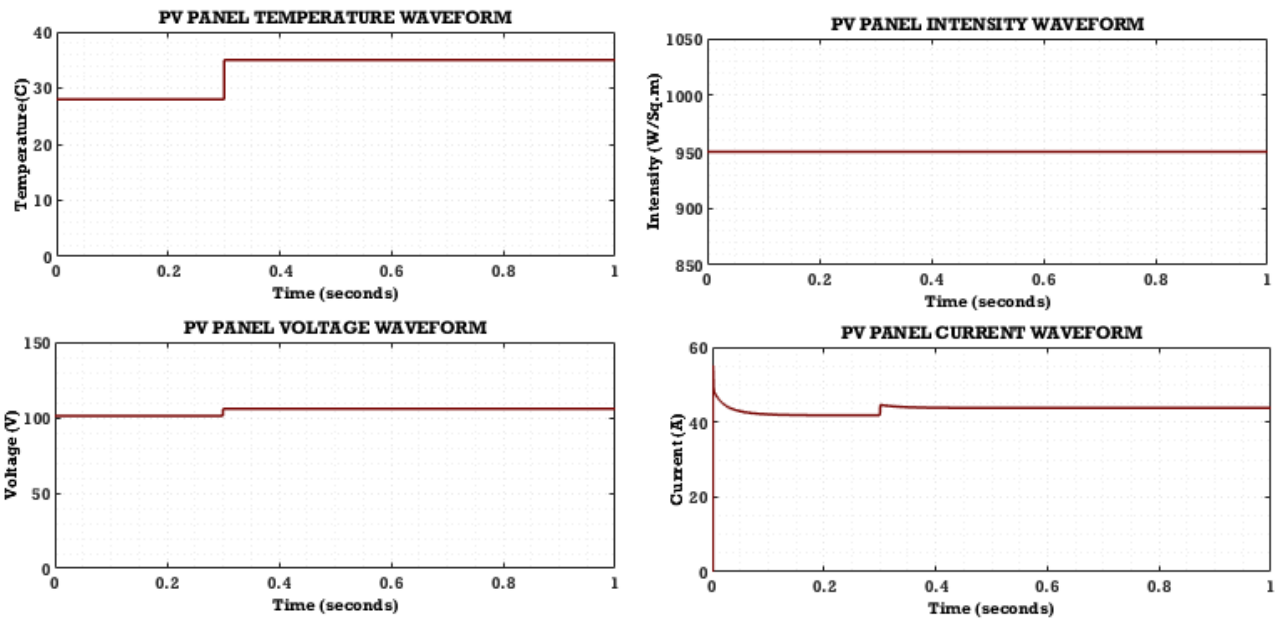 PV PANEL TEMPERATURE WAVEFORM
40
30
20
10
0
Temperature(C)
0 0.2 0.4 0.6 0.8 1
Time (seconds)
PV PANEL INTENSITY WAVEFORM
1050
1000
950
900
850
Intensity (W/Sq.m)
0 0.2 0.4 0.6 0.8 1
Time (seconds)
PV PANEL VOLTAGE WAVEFORM
150
100
50
0
Voltage (V)
0 0.2 0.4 0.6 0.8 1
Time (seconds)
PV PANEL CURRENT WAVEFORM
60
40
20
0
Current (A)
0 0.2 0.4 0.6 0.8 1
Time (seconds)